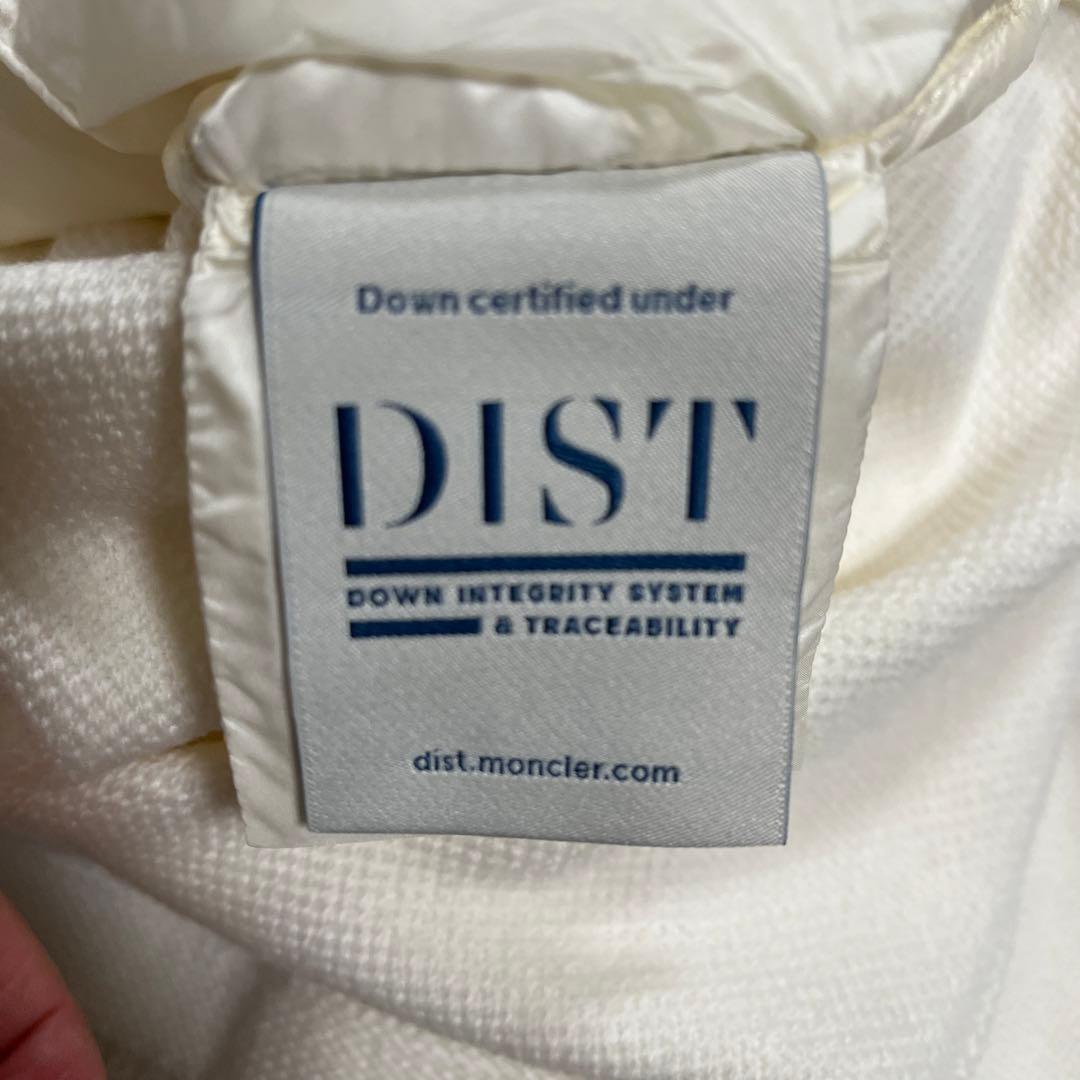 Down certified under
DIST
DOWN INTEGRITY SYSTEM
& TRACEABILITY
dist.moncler.com